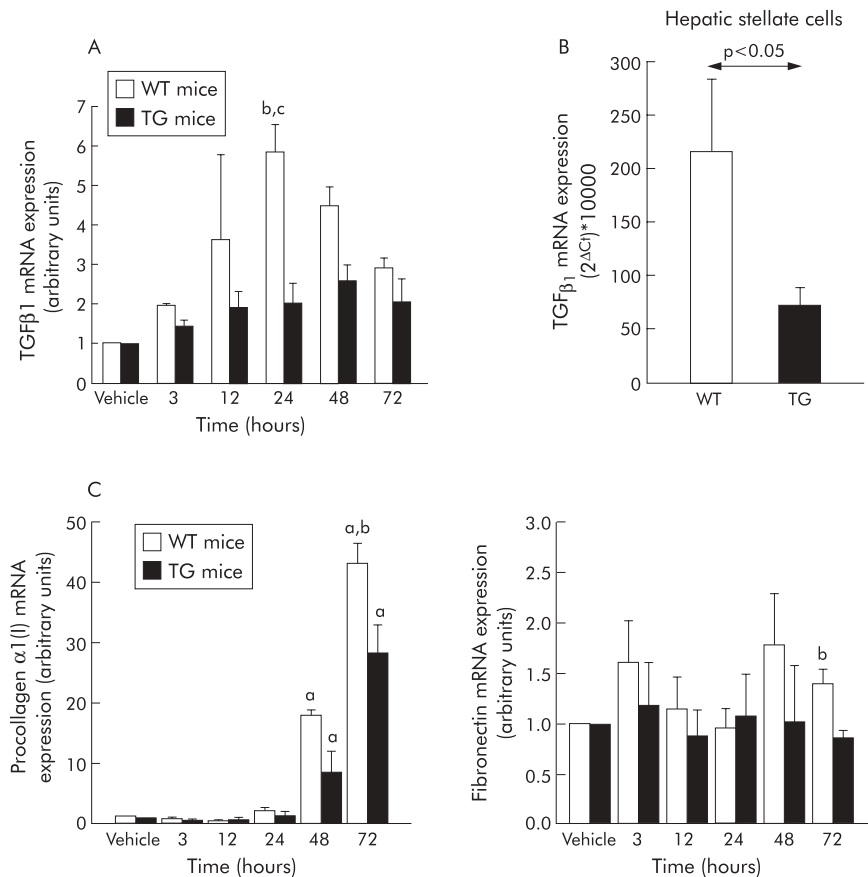 A
WT mice
TG mice
TGFβ1 mRNA expression
(arbitrary units)
7
6
5
4
3
2
1
0
b,c
Vehicle 3 12 24 48 72
Time (hours)
B
Hepatic stellate cells
p<0.05
TGFβ1 mRNA expression
(2ΔCt)*10000
300
250
200
150
100
50
0
WT TG
C
WT mice
TG mice
Procollagen α1(I) mRNA
expression (arbitrary units)
50
40
30
20
10
0
a
a
a,b
a
Vehicle 3 12 24 48 72
Time (hours)
Fibronectin mRNA expression
(arbitrary units)
3.0
2.5
2.0
1.5
1.0
0.5
0.0
b
Vehicle 3 12 24 48 72
Time (hours)